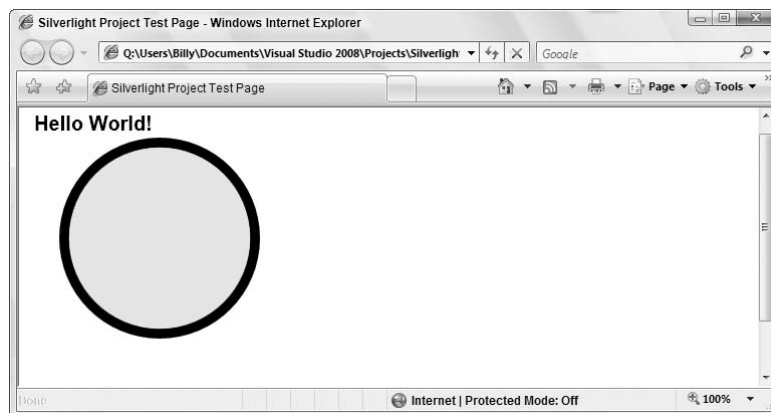 Silverlight Project Test Page - Windows Internet Explorer
Q:\Users\Billy\Documents\Visual Studio 2008\Projects\Silverligh
Google
Silverlight Project Test Page
Page
Tools
Hello World!
Done
Internet | Protected Mode: Off
100%